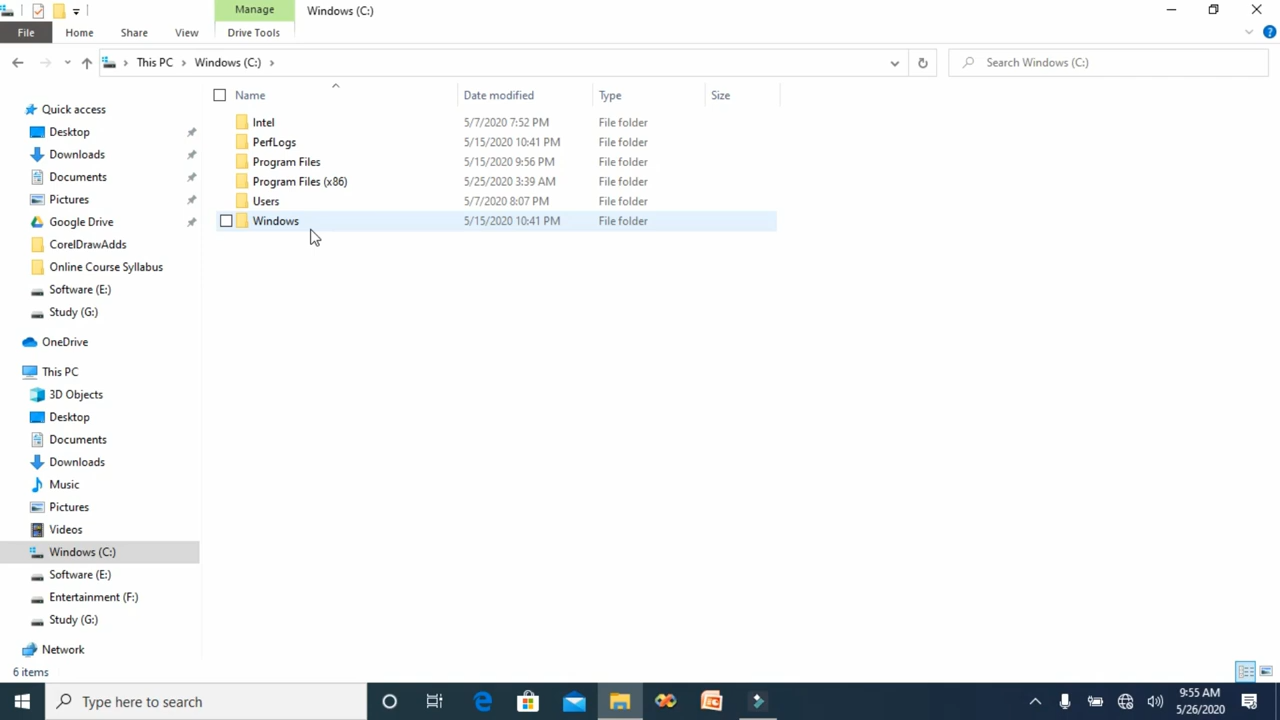 Manage
Windows (C:)
File
Home
Share
View
Drive Tools
This PC
Windows (C:)
Search Windows (C:)
Name
Date modified
Type
Size
Intel
5/7/2020 7:52 PM
File folder
PerfLogs
5/15/2020 10:41 PM
File folder
Program Files
5/15/2020 9:56 PM
File folder
Program Files (x86)
5/25/2020 3:39 AM
File folder
Users
5/7/2020 8:07 PM
File folder
Windows
5/15/2020 10:41 PM
File folder
Quick access
Desktop
Downloads
Documents
Pictures
Google Drive
CorelDrawAdds
Online Course Syllabus
Software (E:)
Study (G:)
OneDrive
This PC
3D Objects
Desktop
Documents
Downloads
Music
Pictures
Videos
Windows (C:)
Software (E:)
Entertainment (F:)
Study (G:)
Network
6 items
Type here to search
9:55 AM
5/26/2020